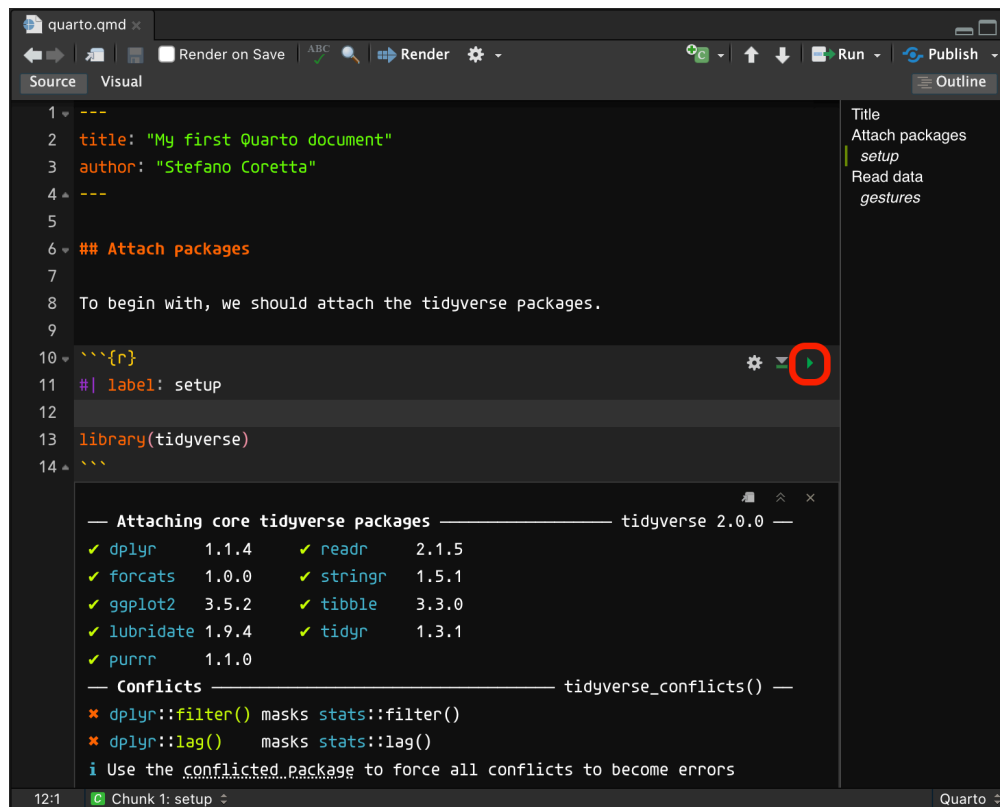 quarto.qmd ×
Render on Save ABC Render Run Publish
Source Visual Outline
1 ---
2 title: "My first Quarto document"
3 author: "Stefano Coretta"
4 ---
5
6 ## Attach packages
7
8 To begin with, we should attach the tidyverse packages.
9
10 ```{r}
11 #| label: setup
12
13 library(tidyverse)
14 ```
── Attaching core tidyverse packages ──────────────── tidyverse 2.0.0 ──
✔ dplyr 1.1.4 ✔ readr 2.1.5
✔ forcats 1.0.0 ✔ stringr 1.5.1
✔ ggplot2 3.5.2 ✔ tibble 3.3.0
✔ lubridate 1.9.4 ✔ tidyr 1.3.1
✔ purrr 1.1.0
── Conflicts ──────────────────────────────── tidyverse_conflicts() ──
✖ dplyr::filter() masks stats::filter()
✖ dplyr::lag() masks stats::lag()
ℹ Use the conflicted package to force all conflicts to become errors
Title
Attach packages
setup
Read data
gestures
12:1 C Chunk 1: setup Quarto